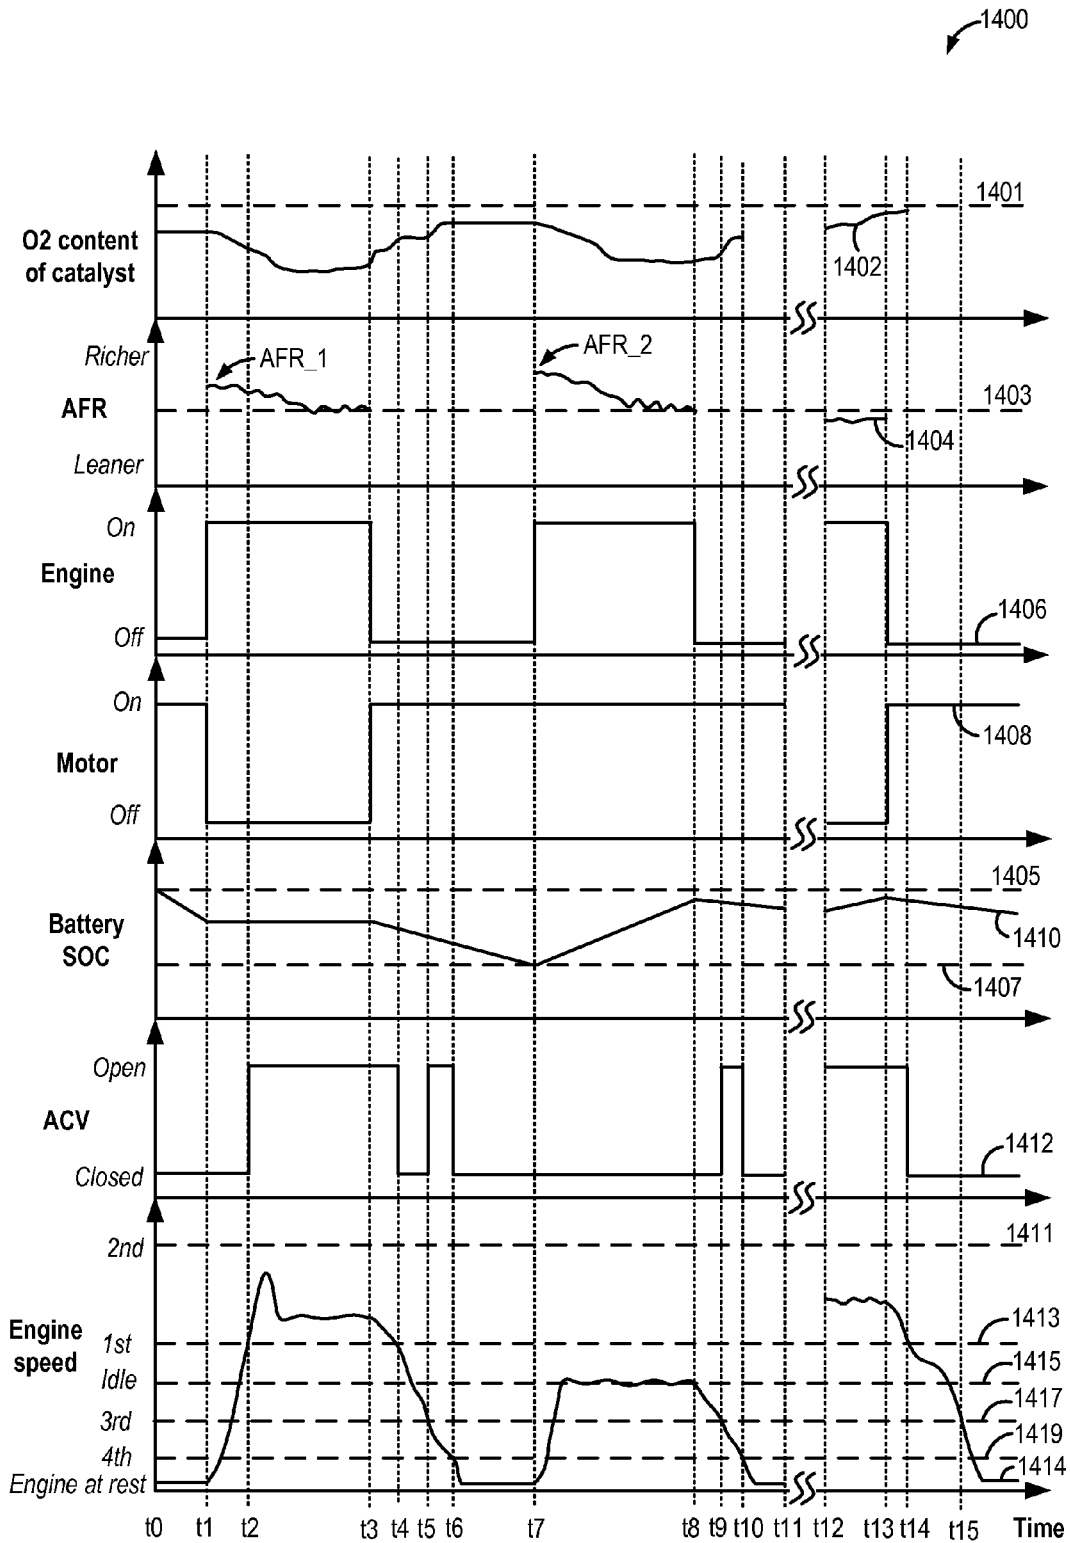 1400
1401
O2 content
of catalyst
1402
Richer
AFR_1
AFR_2
1403
AFR
1404
Leaner
On
Engine
1406
Off
On
1408
Motor
Off
1405
Battery
SOC
1410
1407
Open
ACV
1412
Closed
2nd
1411
Engine
speed
1st
1413
Idle
1415
3rd
1417
4th
1419
Engine at rest
1414
t0 t1 t2 t3 t4 t5 t6 t7 t8 t9 t10 t11 t12 t13 t14 t15 Time